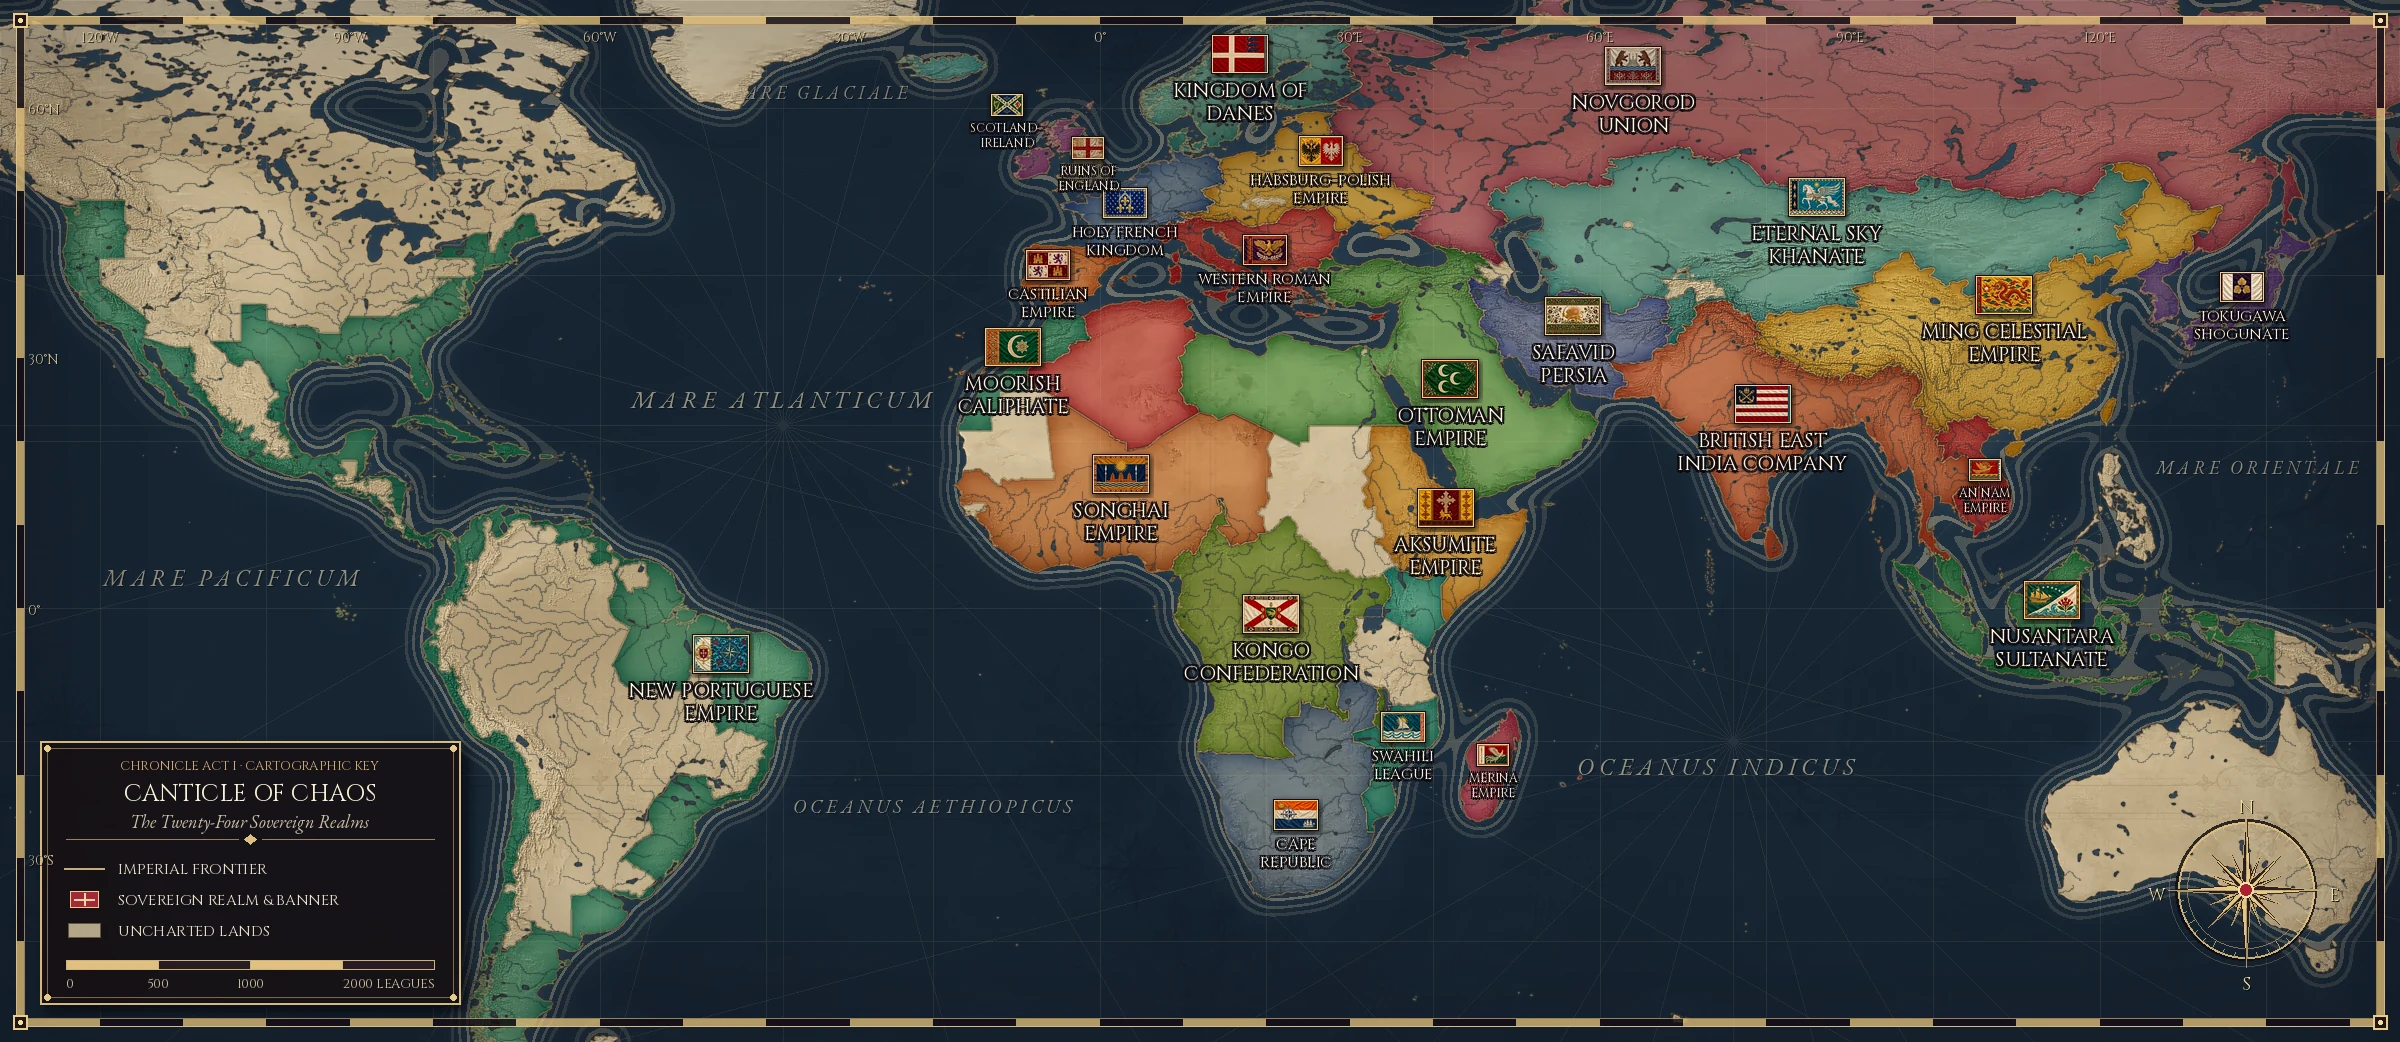 120°W
90°W
60°W
30°W
0°
30°E
60°E
90°E
120°E
60°N
30°N
0°
30°S
ARE GLACIALE
KINGDOM OF
DANES
NOVGOROD
UNION
SCOTLAND-
IRELAND
RUINS OF
ENGLAND
HABSBURG-POLISH
EMPIRE
HOLY FRENCH
KINGDOM
ETERNAL SKY
KHANATE
CASTILIAN
EMPIRE
WESTERN ROMAN
EMPIRE
TOKUGAWA
SHOGUNATE
MING CELESTIAL
EMPIRE
SAFAVID
PERSIA
MOORISH
CALIPHATE
MARE ATLANTICUM
OTTOMAN
EMPIRE
BRITISH EAST
INDIA COMPANY
MARE ORIENTALE
AN NAM
EMPIRE
SONGHAI
EMPIRE
AKSUMITE
EMPIRE
MARE PACIFICUM
KONGO
CONFEDERATION
NUSANTARA
SULTANATE
NEW PORTUGUESE
EMPIRE
SWAHILI
LEAGUE
MERINA
EMPIRE
OCEANUS INDICUS
OCEANUS AETHIOPICUS
CAPE
REPUBLIC
N
W
E
S
CHRONICLE ACT I · CARTOGRAPHIC KEY
CANTICLE OF CHAOS
The Twenty-Four Sovereign Realms
IMPERIAL FRONTIER
SOVEREIGN REALM & BANNER
UNCHARTED LANDS
0 500 1000 2000 LEAGUES